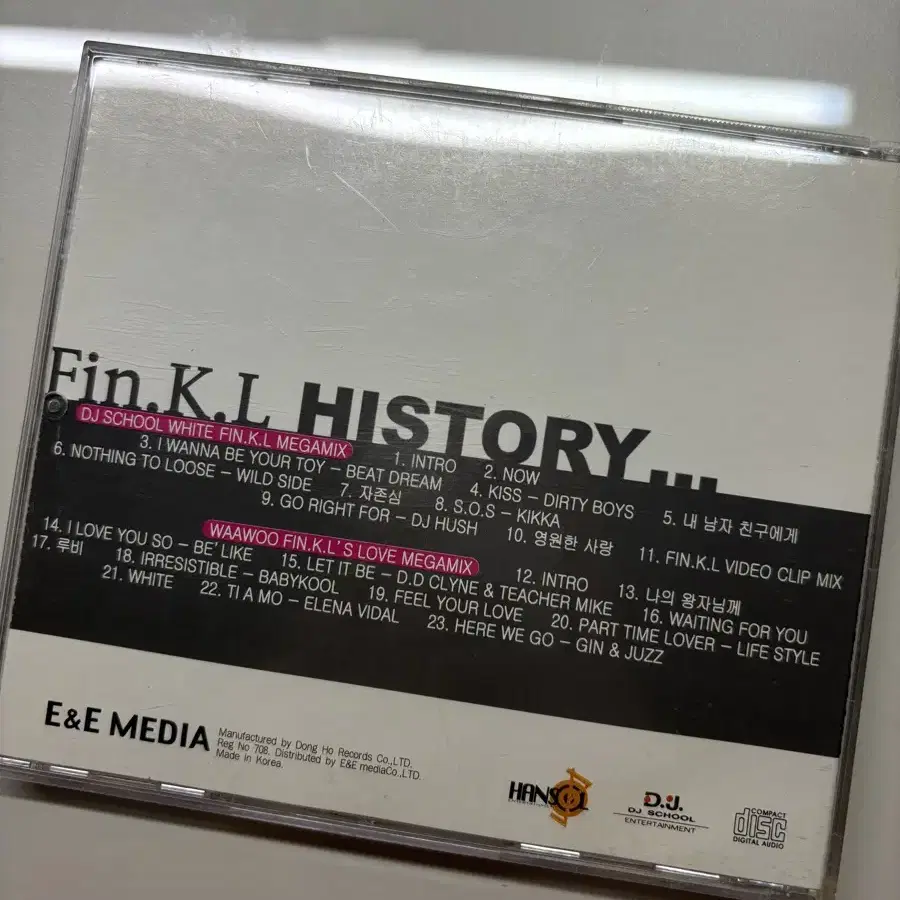 Fin.K.L HISTORY...
DJ SCHOOL WHITE FIN.K.L MEGAMIX
1. INTRO 2. NOW
3. I WANNA BE YOUR TOY – BEAT DREAM 4. KISS – DIRTY BOYS 5. 내 남자 친구에게
6. NOTHING TO LOOSE – WILD SIDE 7. 자존심 8. S.O.S – KIKKA
9. GO RIGHT FOR – DJ HUSH 10. 영원한 사랑 11. FIN.K.L VIDEO CLIP MIX
WAAWOO FIN.K.L'S LOVE MEGAMIX
12. INTRO 13. 나의 왕자님께
14. I LOVE YOU SO – BE' LIKE 15. LET IT BE – D.D CLYNE & TEACHER MIKE 16. WAITING FOR YOU
17. 루비 18. IRRESISTIBLE – BABYKOOL 19. FEEL YOUR LOVE 20. PART TIME LOVER – LIFE STYLE
21. WHITE 22. TI A MO – ELENA VIDAL 23. HERE WE GO – GIN & JUZZ
E&E MEDIA
Manufactured by Dong Ho Records Co.,LTD.
Reg No 708. Distributed by E&E mediaCo.,LTD.
Made in Korea.
HANSOL
D.J.
DJ SCHOOL
ENTERTAINMENT
COMPACT
disc
DIGITAL AUDIO